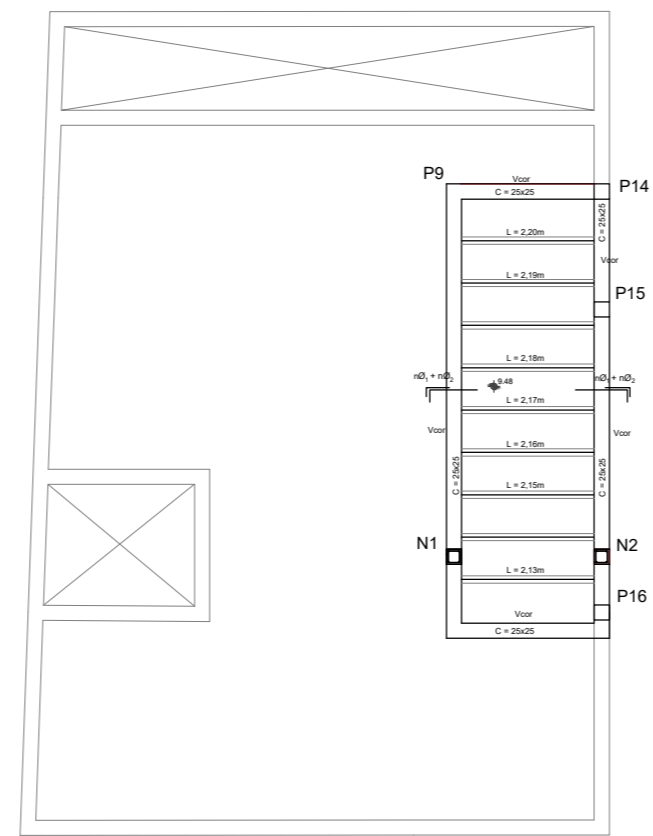 P9
Vcor
P14
C = 25x25
C = 25x25
L = 2,20m
Vcor
L = 2,19m
P15
L = 2,18m
nØ1 + nØ2
9.48
nØ1 + nØ2
L = 2,17m
Vcor
Vcor
L = 2,16m
C = 25x25
C = 25x25
L = 2,15m
N1
N2
L = 2,13m
P16
Vcor
C = 25x25